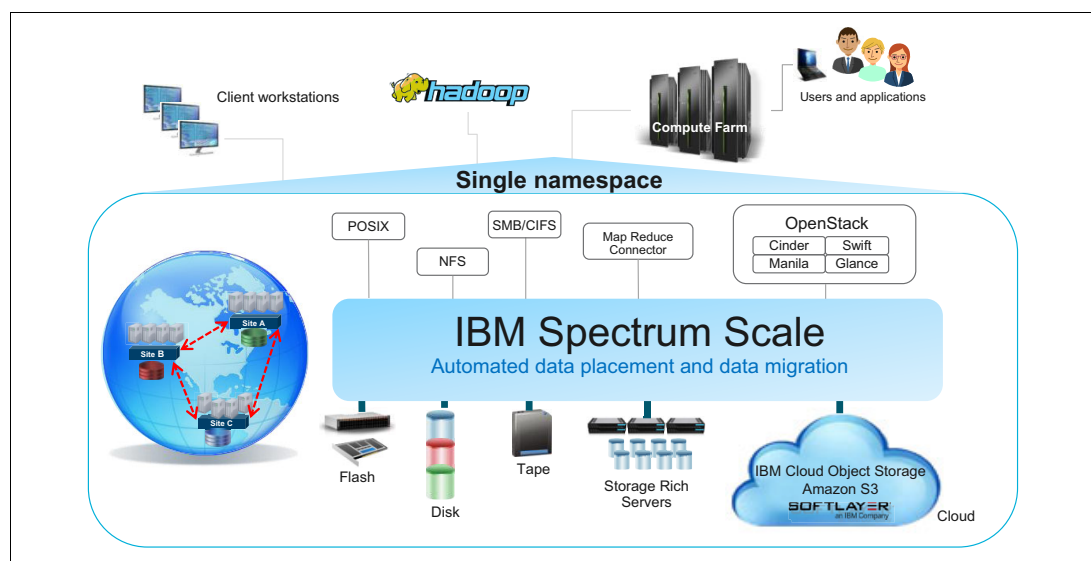 Client workstations
hadoop
Compute Farm
Users and applications
Single namespace
POSIX
NFS
SMB/CIFS
Map Reduce
Connector
OpenStack
Cinder
Swift
Manila
Glance
Site A
Site B
Site C
IBM Spectrum Scale
Automated data placement and data migration
Flash
Disk
Tape
Storage Rich
Servers
IBM Cloud Object Storage
Amazon S3
SOFTLAYER
an IBM Company
Cloud